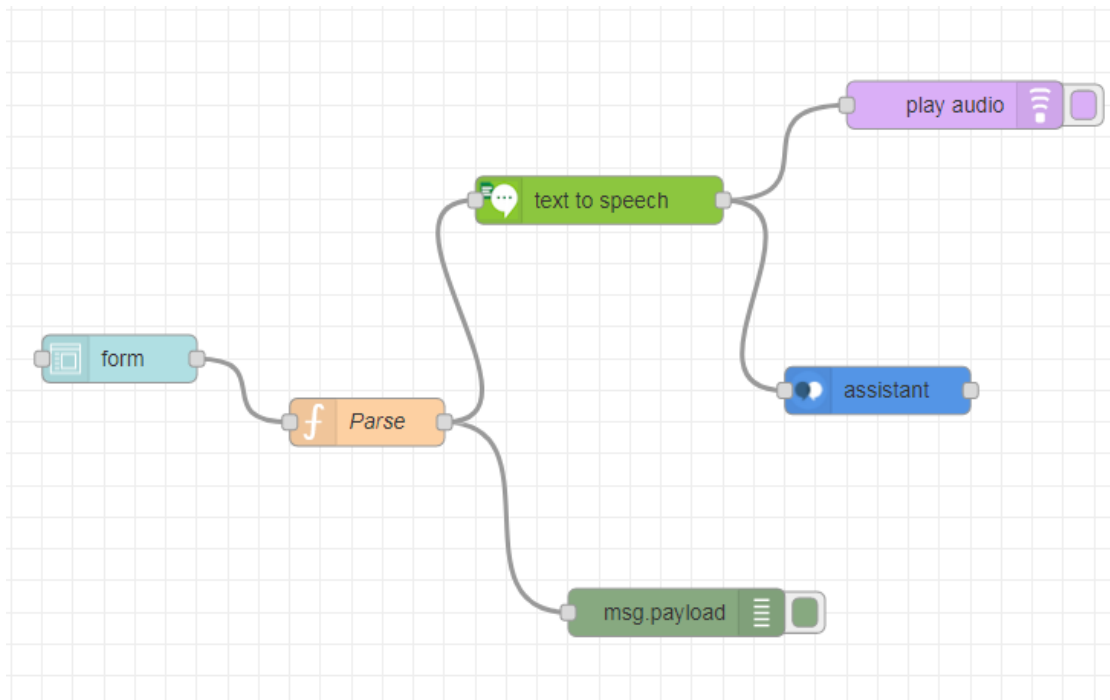 play audio
text to speech
form
assistant
Parse
msg.payload